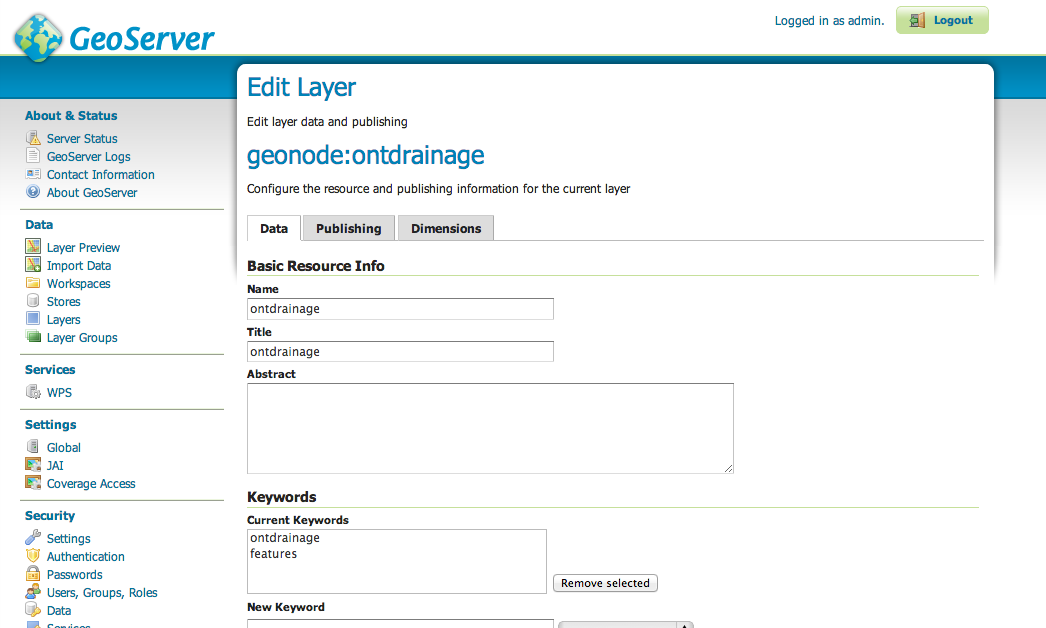 GeoServer
Logged in as admin.
Logout
About & Status
Server Status
GeoServer Logs
Contact Information
About GeoServer
Data
Layer Preview
Import Data
Workspaces
Stores
Layers
Layer Groups
Services
WPS
Settings
Global
JAI
Coverage Access
Security
Settings
Authentication
Passwords
Users, Groups, Roles
Data
Services
Edit Layer
Edit layer data and publishing
geonode:ontdrainage
Configure the resource and publishing information for the current layer
Data
Publishing
Dimensions
Basic Resource Info
Name
ontdrainage
Title
ontdrainage
Abstract
Keywords
Current Keywords
ontdrainage
features
Remove selected
New Keyword